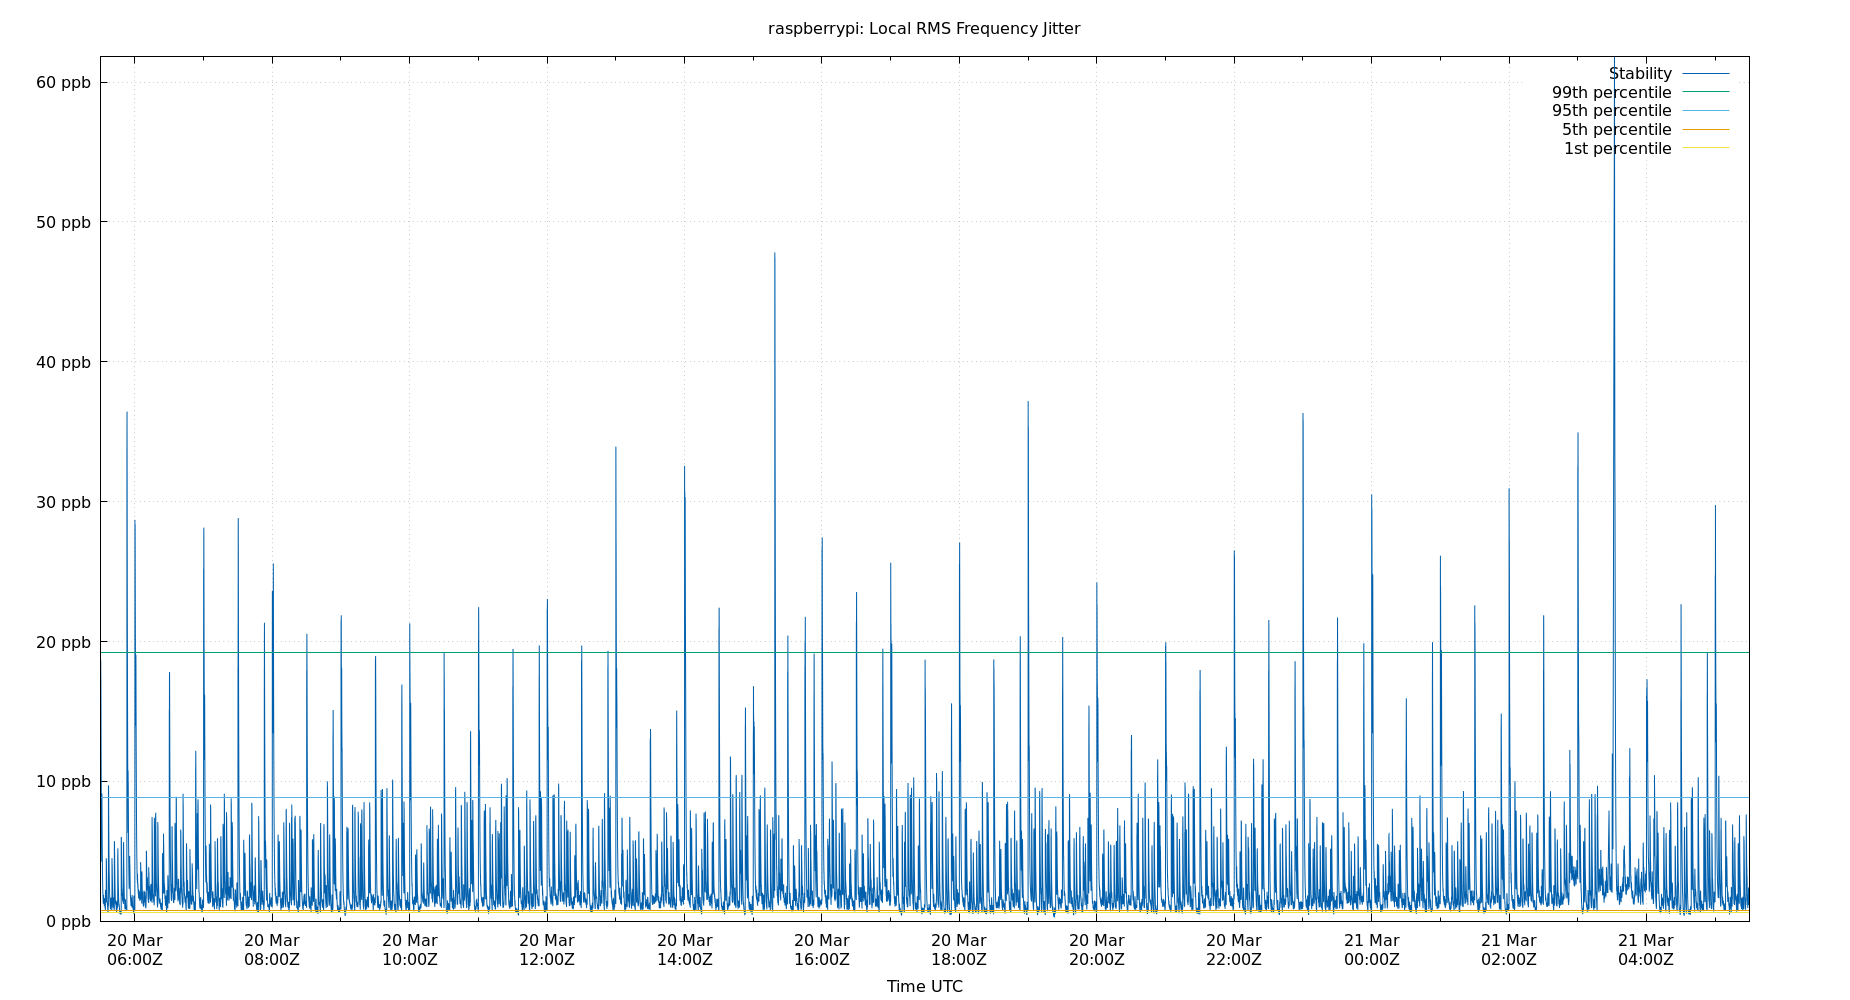 raspberrypi: Local RMS Frequency Jitter
60 ppb
50 ppb
40 ppb
30 ppb
20 ppb
10 ppb
0 ppb
Stability
99th percentile
95th percentile
5th percentile
1st percentile
20 Mar 20 Mar 20 Mar 20 Mar 20 Mar 20 Mar 20 Mar 20 Mar 20 Mar 21 Mar 21 Mar 21 Mar
06:00Z 08:00Z 10:00Z 12:00Z 14:00Z 16:00Z 18:00Z 20:00Z 22:00Z 00:00Z 02:00Z 04:00Z
Time UTC